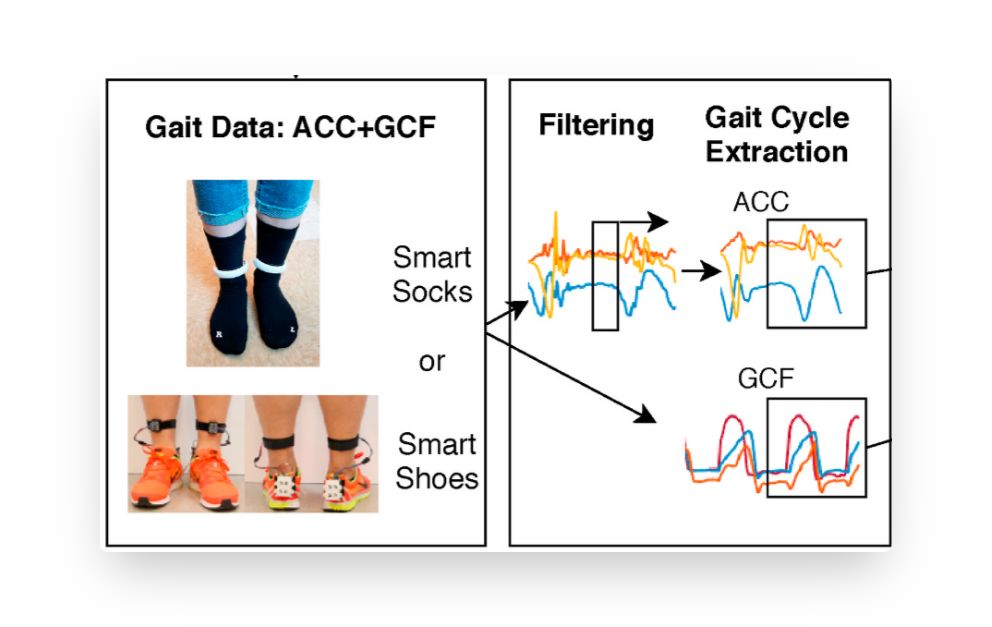 Gait Data: ACC+GCF
Smart
Socks
R
L
or
Smart
Shoes
Filtering
Gait Cycle
Extraction
ACC
GCF